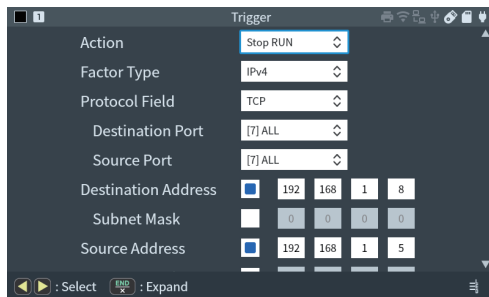 1 Trigger
Action Stop RUN
Factor Type IPv4
Protocol Field TCP
Destination Port [7] ALL
Source Port [7] ALL
Destination Address 192 168 1 8
Subnet Mask 0 0 0 0
Source Address 192 168 1 5
: Select END × : Expand